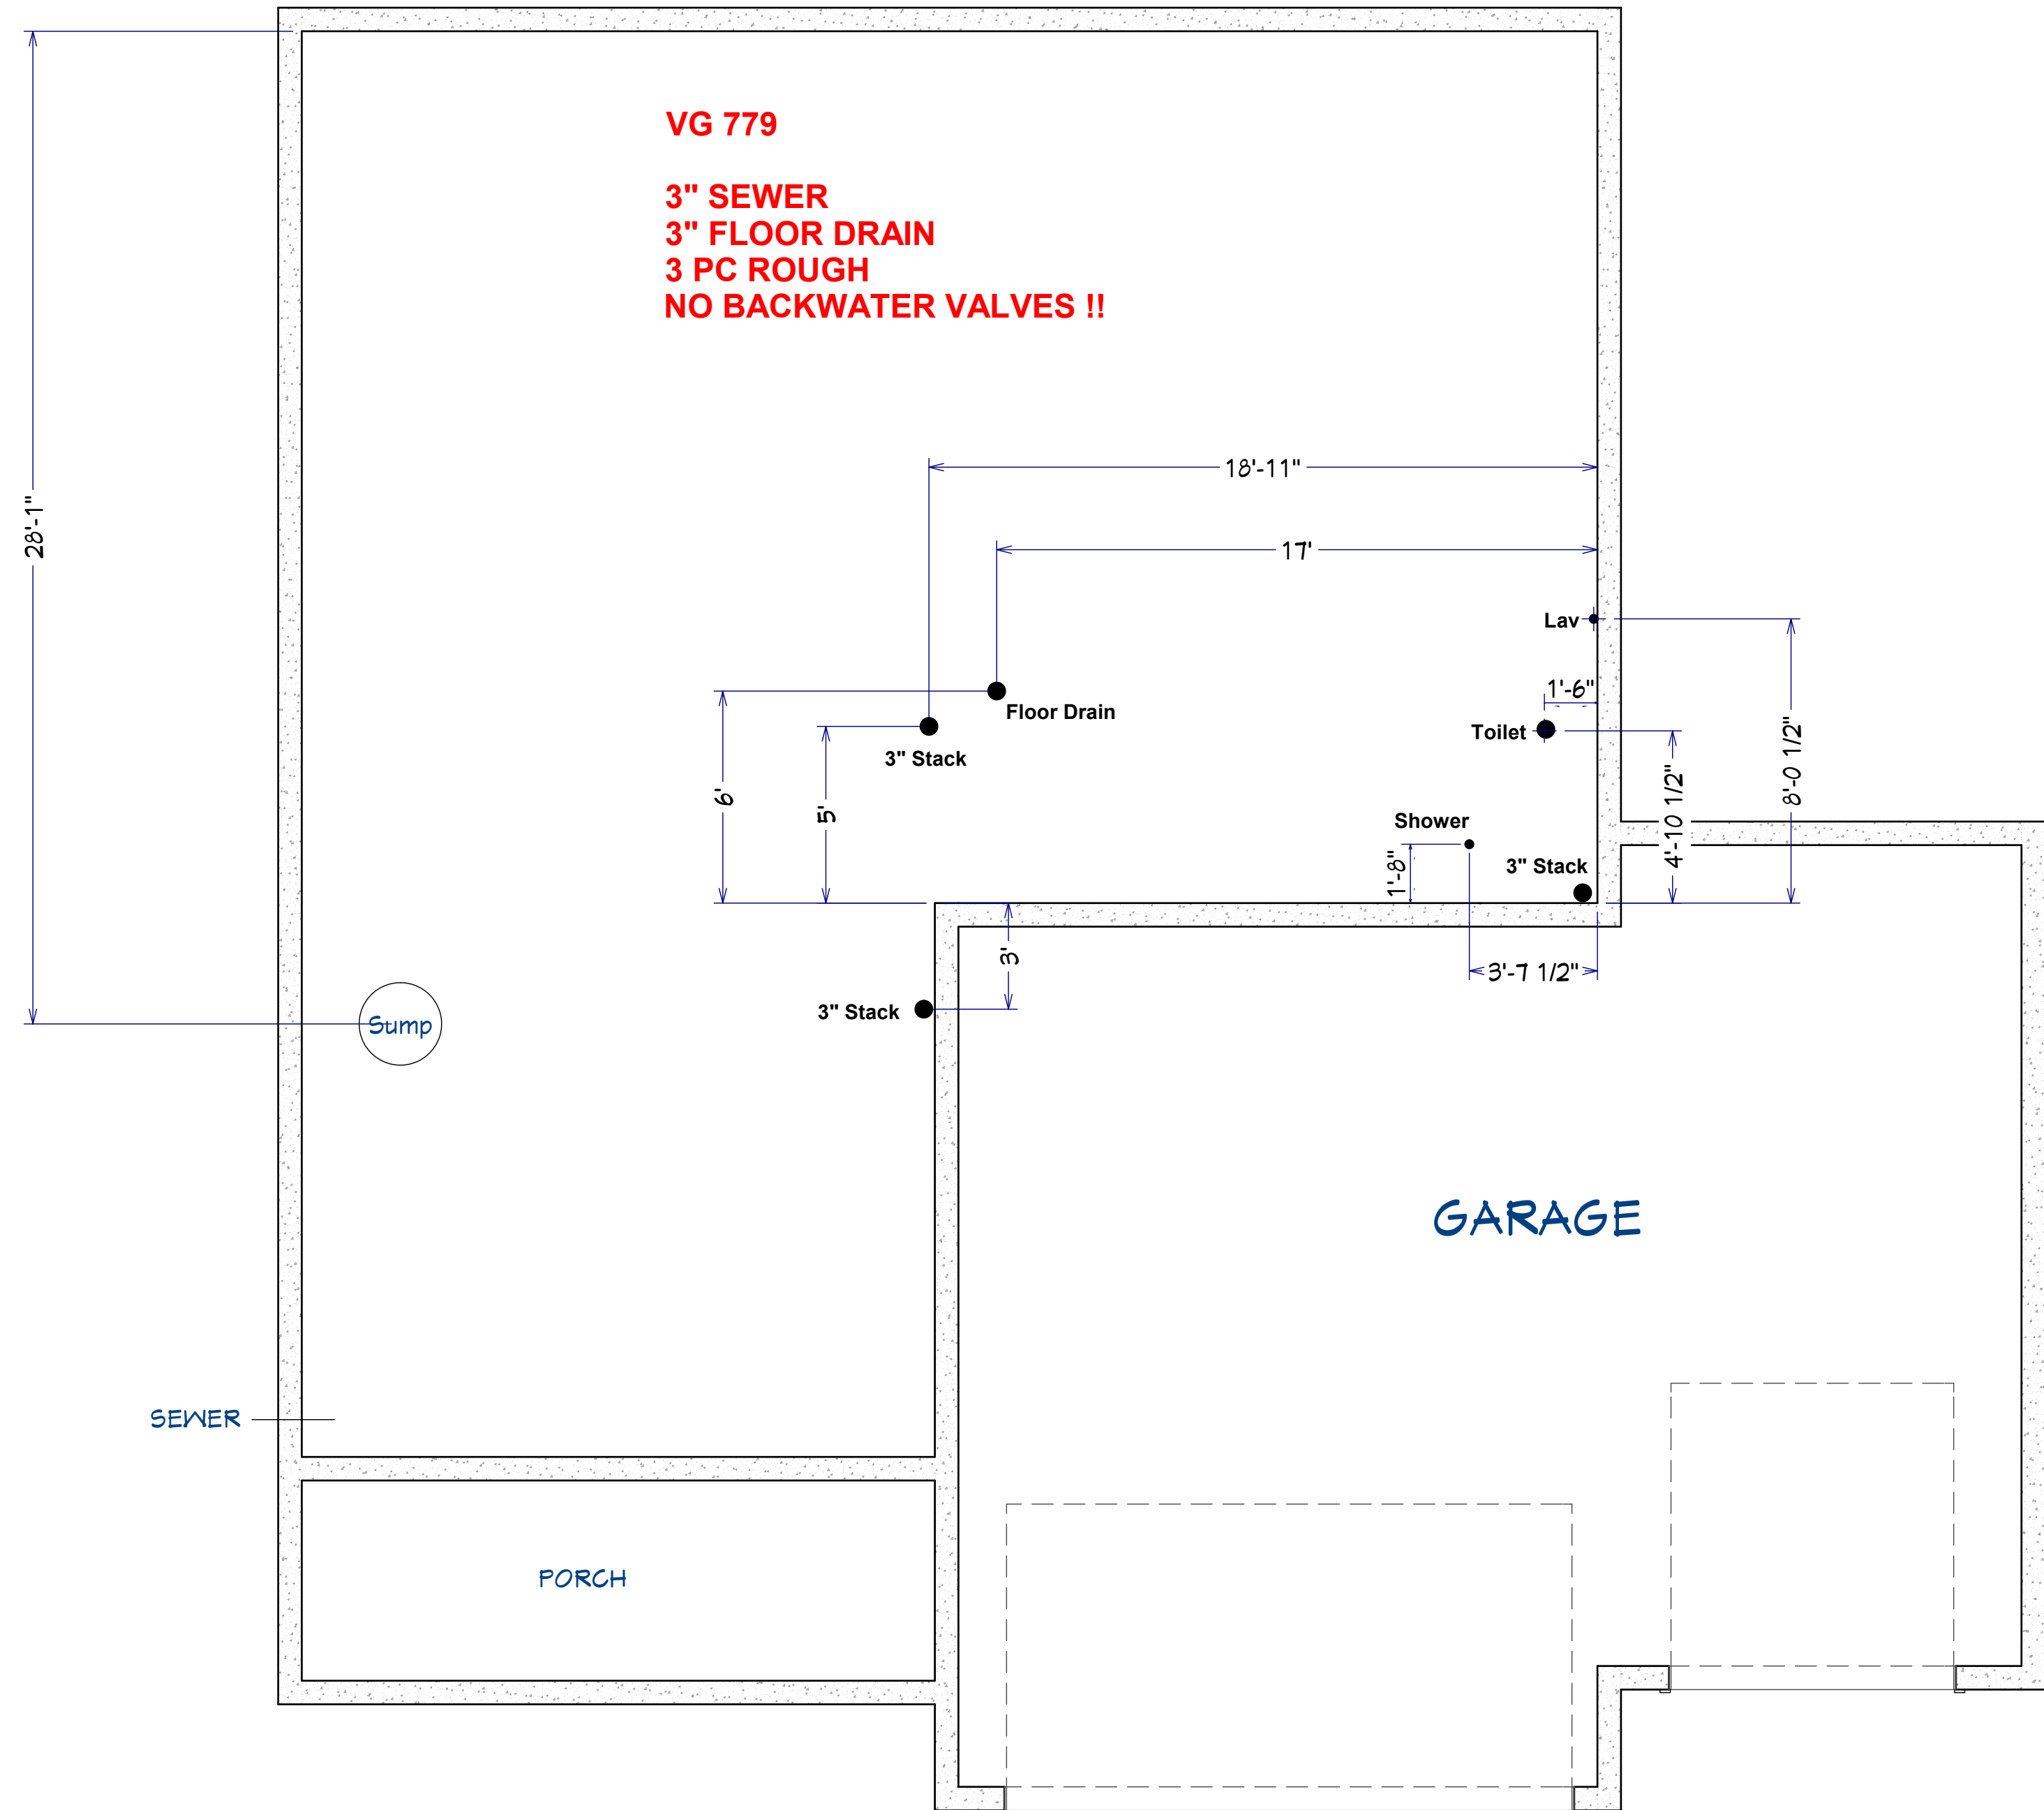 VG 779
3" SEWER
3" FLOOR DRAIN
3 PC ROUGH
NO BACKWATER VALVES !!
28'-1"
18'-11"
17'
Lav
1'-6"
Floor Drain
Toilet
3" Stack
8'-0 1/2"
6'
5'
4'-10 1/2"
Shower
1'-8"
3" Stack
3'
3'-7 1/2"
3" Stack
Sump
GARAGE
SEWER
PORCH